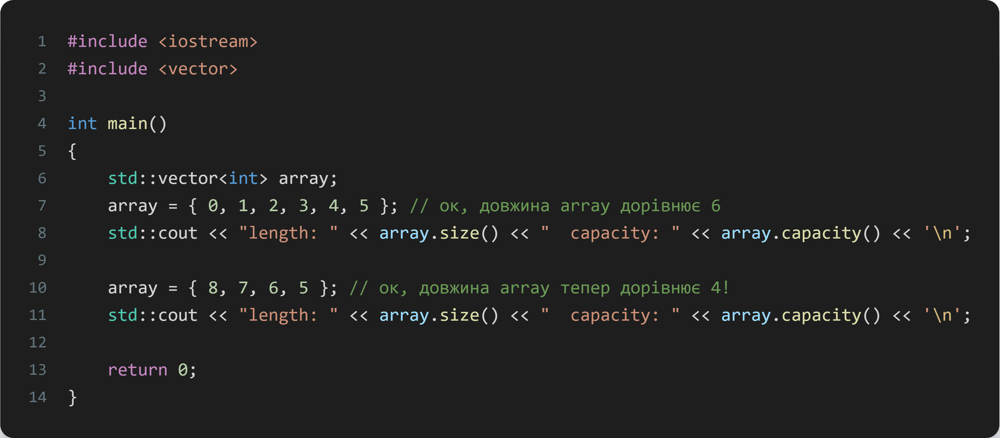 1 #include <iostream>
2 #include <vector>
3
4 int main()
5 {
6     std::vector<int> array;
7     array = { 0, 1, 2, 3, 4, 5 }; // ок, довжина array дорівнює 6
8     std::cout << "length: " << array.size() << "  capacity: " << array.capacity() << '\n';
9
10     array = { 8, 7, 6, 5 }; // ок, довжина array тепер дорівнює 4!
11     std::cout << "length: " << array.size() << "  capacity: " << array.capacity() << '\n';
12
13     return 0;
14 }